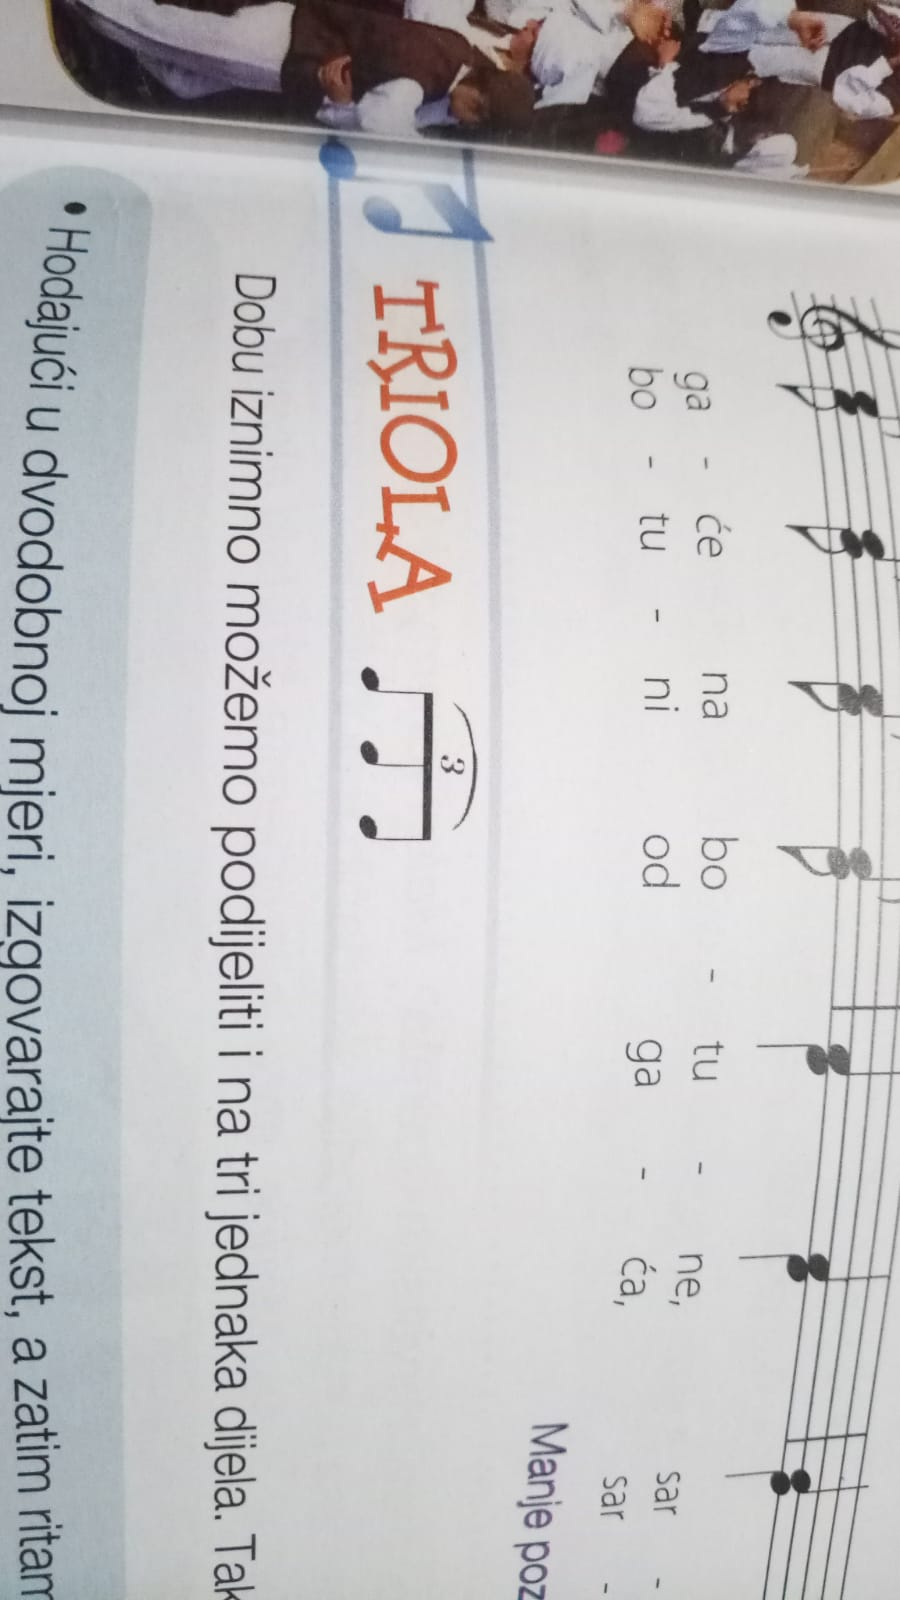 ga - će na bo - tu - ne, sar -
bo - tu - ni od ga - ća, sar -
Manje poz
TRIOLA 3
Dobu iznimno možemo podijeliti i na tri jednaka dijela. Tak
• Hodajući u dvodobnoj mjeri, izgovarajte tekst, a zatim ritam